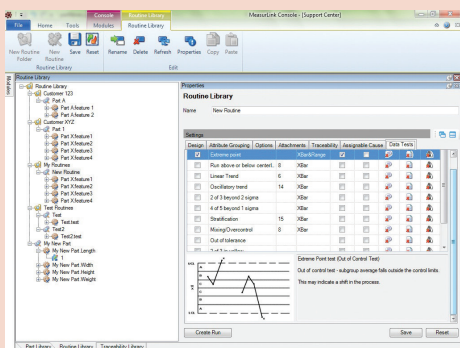 Console
Routine Library
MeasurLink Console - [Support Center]
File Home Tools Modules Routine Library
New Routine Folder New Routine Save Reset Rename Delete Refresh Properties Copy Paste
Routine Library Edit
Modules
Routine Library
Routine Library
Customer 123
Part A
Part A.feature 1
Part A.feature 2
Customer XYZ
Part 1
Part X.feature1
Part X.feature2
Part X.feature3
Part X.feature4
My Routines
New Routine
Part X.feature1
Part X.feature2
Part X.feature3
Part X.feature4
Test Routines
Test
Test.test
Test2
Test2.test
My New Part
My New Part.Length
1
My New Part.Width
My New Part.Height
My New Part.Weight
Part Library Routine Library Traceability Library
Properties
Routine Library
Name New Routine
Settings
Design Attribute Grouping Options Attachments Traceability Assignable Cause Data Tests
Extreme point XBar&Range
Run above or below centerl.. 8 XBar
Linear Trend 6 XBar
Oscillatory trend 14 XBar
2 of 3 beyond 2 sigma XBar
4 of 5 beyond 1 sigma XBar
Stratification 15 XBar
Mixing/Overcontrol 8 XBar
Out of tolerance
A
B
C
C
B
A
Extreme Point test (Out of Control Test)
Out of control test - subgroup average falls outside the control limits.
This may indicate a shift in the process.
Create Run Save Reset